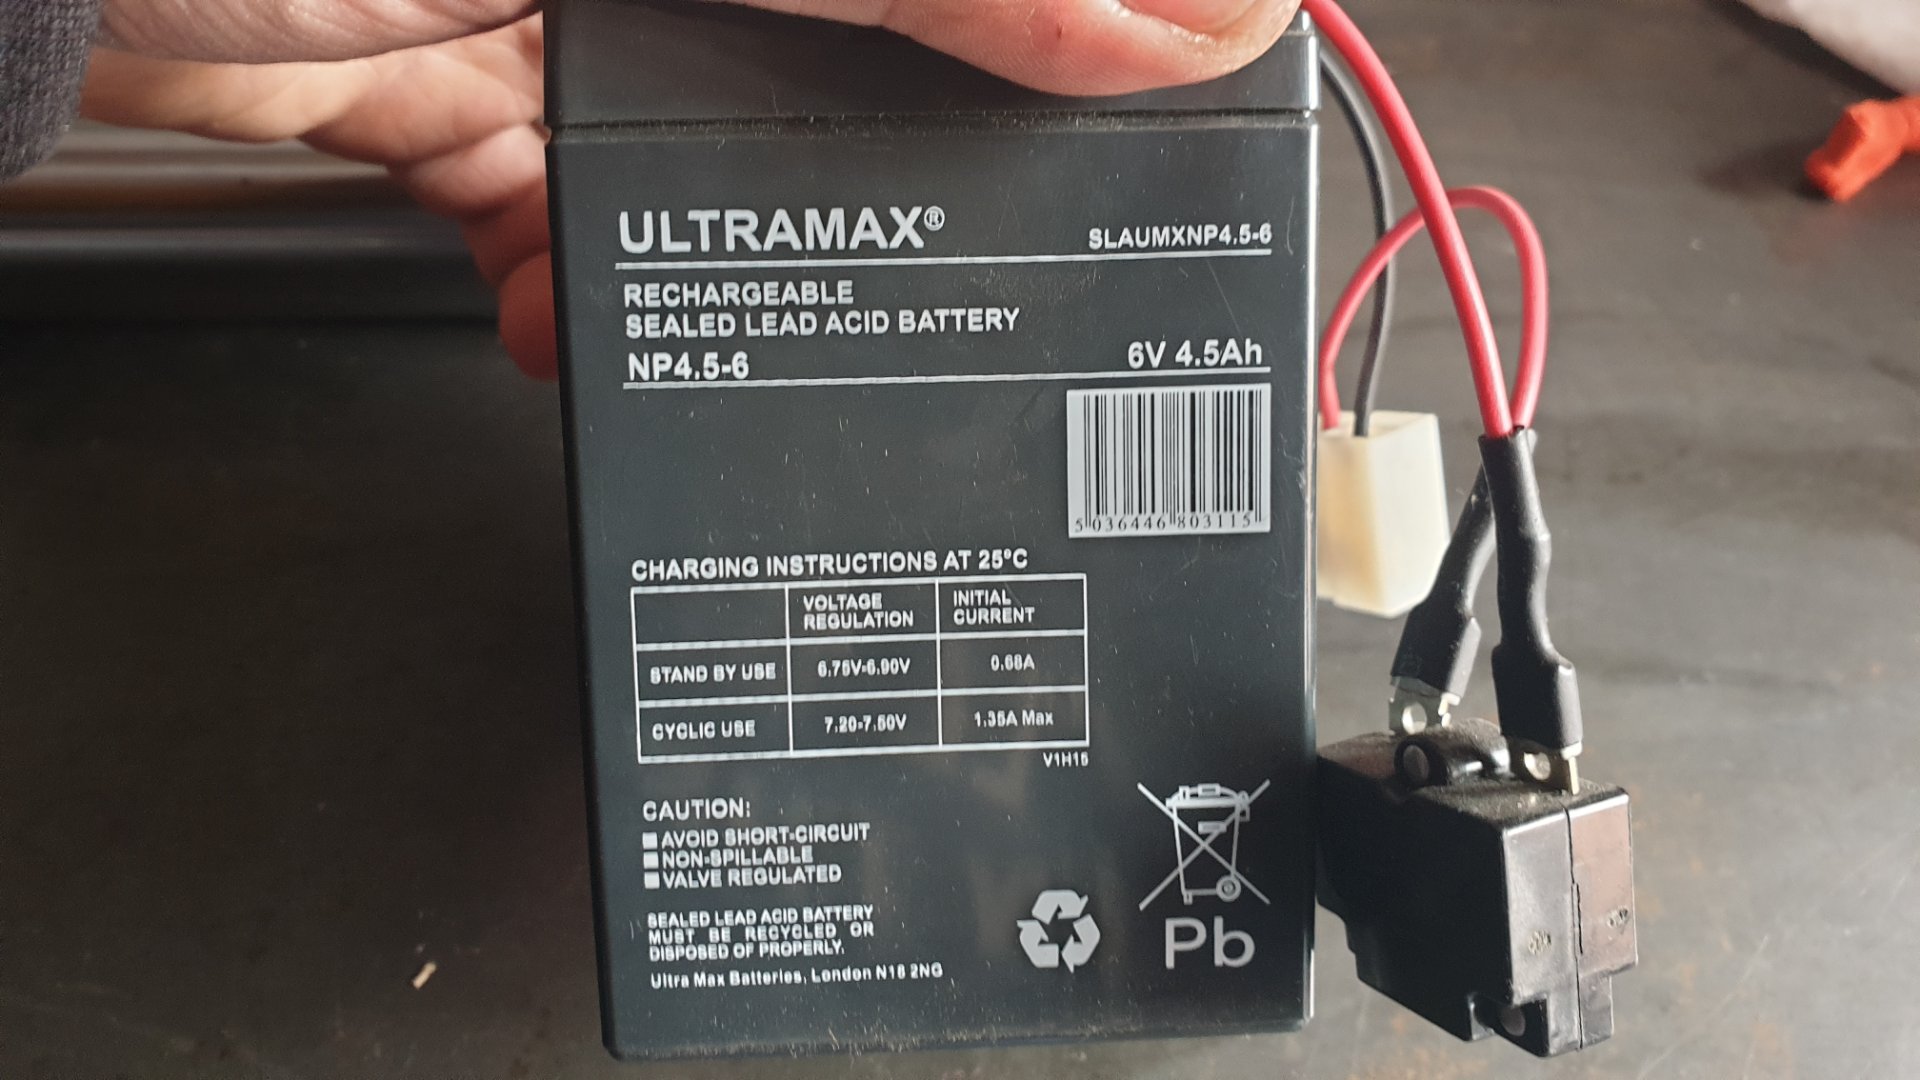 ULTRAMAX® SLAUMXNP4.5-6
RECHARGEABLE
SEALED LEAD ACID BATTERY
NP4.5-6 6V 4.5Ah
5 036446 803115
CHARGING INSTRUCTIONS AT 25°C
VOLTAGE REGULATION INITIAL CURRENT
STAND BY USE 6.75V-6.90V 0.68A
CYCLIC USE 7.20-7.50V 1.35A Max
V1H15
CAUTION:
AVOID SHORT-CIRCUIT
NON-SPILLABLE
VALVE REGULATED
SEALED LEAD ACID BATTERY
MUST BE RECYCLED OR
DISPOSED OF PROPERLY.
Ultra Max Batteries, London N18 2NG
Pb